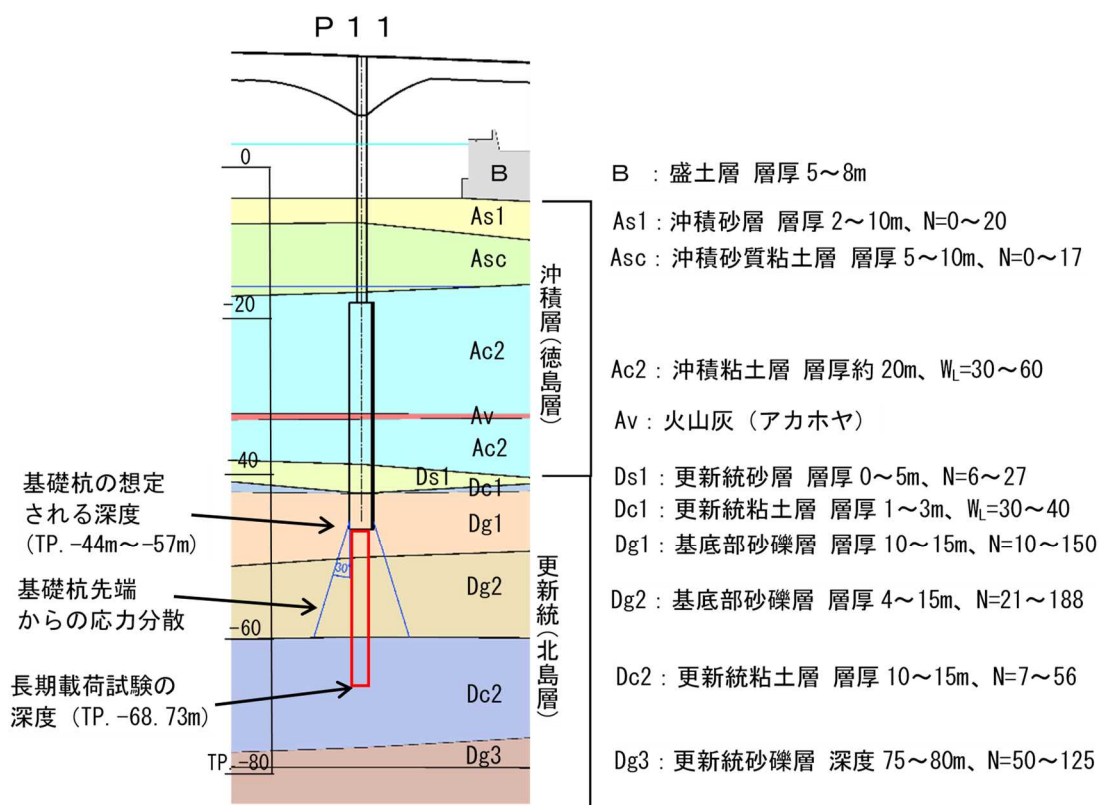 Ｐ１１
0
-20
-40
-60
TP.-80
B
As1
Asc
Ac2
Av
Ac2
Ds1
Dc1
Dg1
Dg2
Dc2
Dg3
30°
基礎杭の想定
される深度
(TP.-44m～-57m)
基礎杭先端
からの応力分散
長期載荷試験の
深度 (TP.-68.73m)
沖積層(徳島層)
更新統(北島層)
B ：盛土層 層厚 5～8m
As1：沖積砂層 層厚 2～10m、N=0～20
Asc：沖積砂質粘土層 層厚 5～10m、N=0～17
Ac2：沖積粘土層 層厚約 20m、WL=30～60
Av：火山灰（アカホヤ）
Ds1：更新統砂層 層厚 0～5m、N=6～27
Dc1：更新統粘土層 層厚 1～3m、WL=30～40
Dg1：基底部砂礫層 層厚 10～15m、N=10～150
Dg2：基底部砂礫層 層厚 4～15m、N=21～188
Dc2：更新統粘土層 層厚 10～15m、N=7～56
Dg3：更新統砂礫層 深度 75～80m、N=50～125